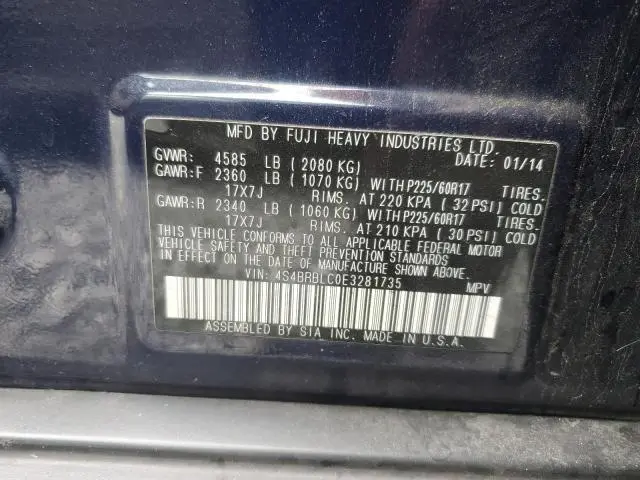 MFD BY FUJI HEAVY INDUSTRIES LTD.
DATE: 01/14
GVWR: 4585 LB ( 2080 KG)
GAWR:F 2360 LB ( 1070 KG) WITH P225/60R17 TIRES.
17X7J RIMS. AT 220 KPA ( 32 PSI) COLD
GAWR:R 2340 LB ( 1060 KG) WITH P225/60R17 TIRES.
17X7J RIMS. AT 210 KPA ( 30 PSI) COLD
THIS VEHICLE CONFORMS TO ALL APPLICABLE FEDERAL MOTOR
VEHICLE SAFETY AND THEFT PREVENTION STANDARDS
IN EFFECT ON THE DATE OF MANUFACTURE SHOWN ABOVE.
VIN: 4S4BRBLC0E3281735 MPV
ASSEMBLED BY SIA INC. MADE IN U.S.A.